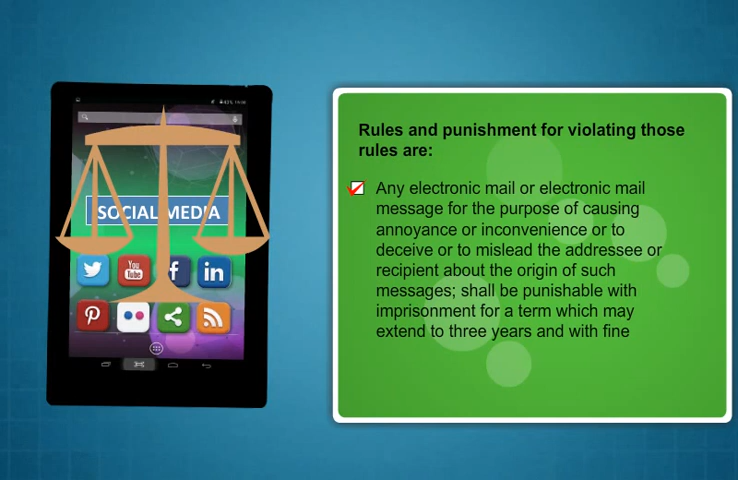 SOCIAL MEDIA
You
Tube
f
in
Rules and punishment for violating those
rules are:
Any electronic mail or electronic mail
message for the purpose of causing
annoyance or inconvenience or to
deceive or to mislead the addressee or
recipient about the origin of such
messages; shall be punishable with
imprisonment for a term which may
extend to three years and with fine